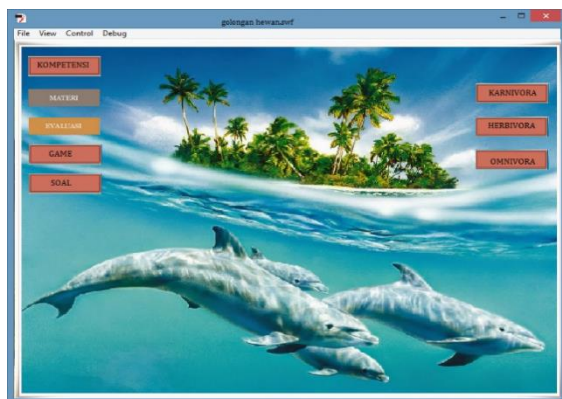 golongan hewan.swf
File View Control Debug
KOMPETENSI
MATERI
EVALUASI
GAME
SOAL
KARNIVORA
HERBIVORA
OMNIVORA